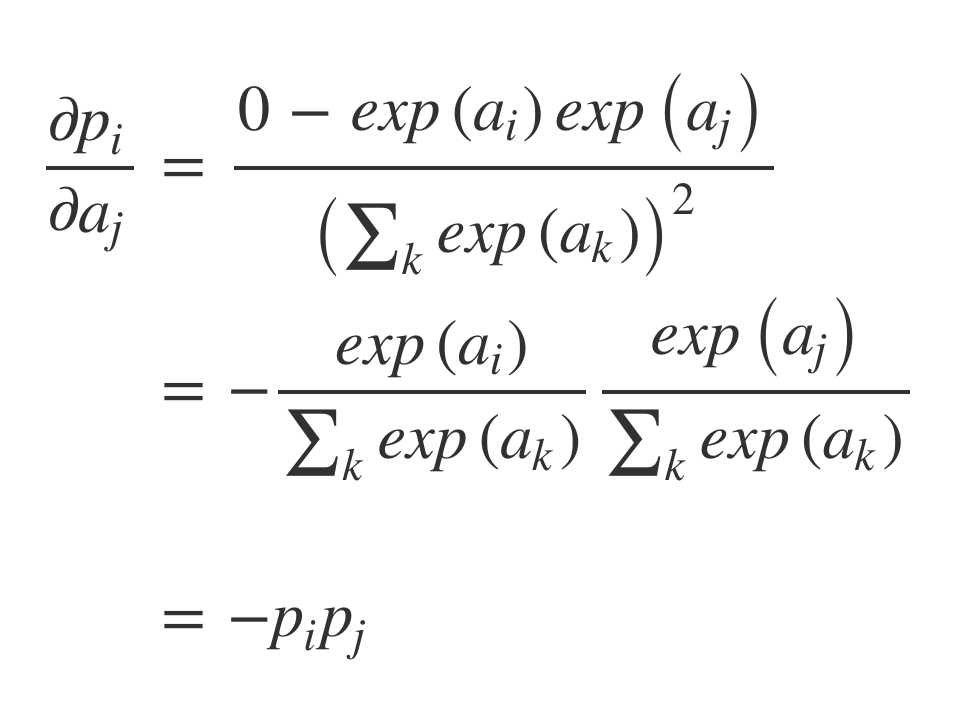 ∂p_i/∂a_j = (0 − exp(a_i) exp(a_j)) / (∑_k exp(a_k))^2
= − exp(a_i)/∑_k exp(a_k) exp(a_j)/∑_k exp(a_k)
= −p_i p_j